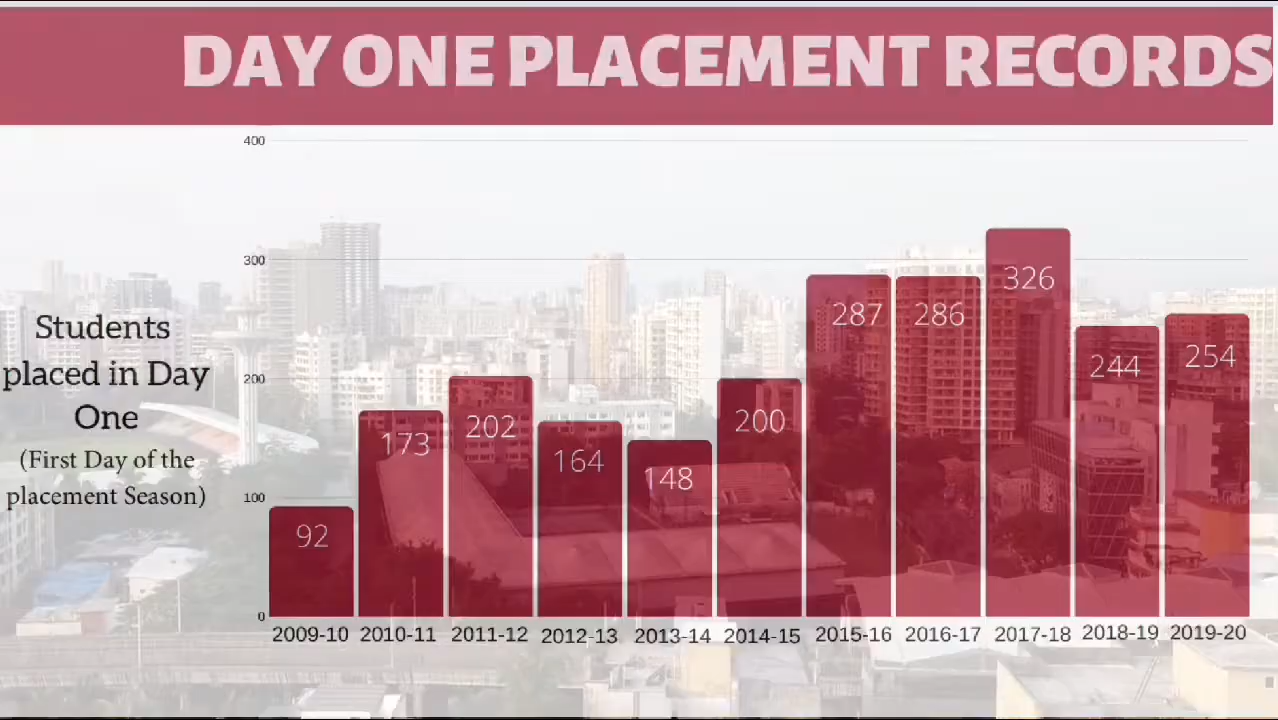 DAY ONE PLACEMENT RECORDS
400
300
200
100
0
Students
placed in Day
One
(First Day of the
placement Season)
92
173
202
164
148
200
287
286
326
244
254
2009-10 2010-11 2011-12 2012-13 2013-14 2014-15 2015-16 2016-17 2017-18 2018-19 2019-20